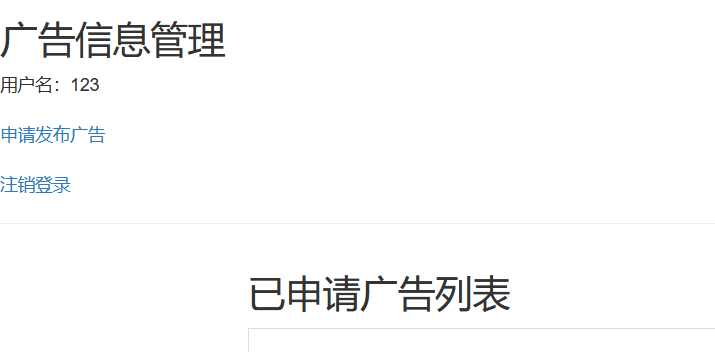 广告信息管理
用户名：123
申请发布广告
注销登录
已申请广告列表